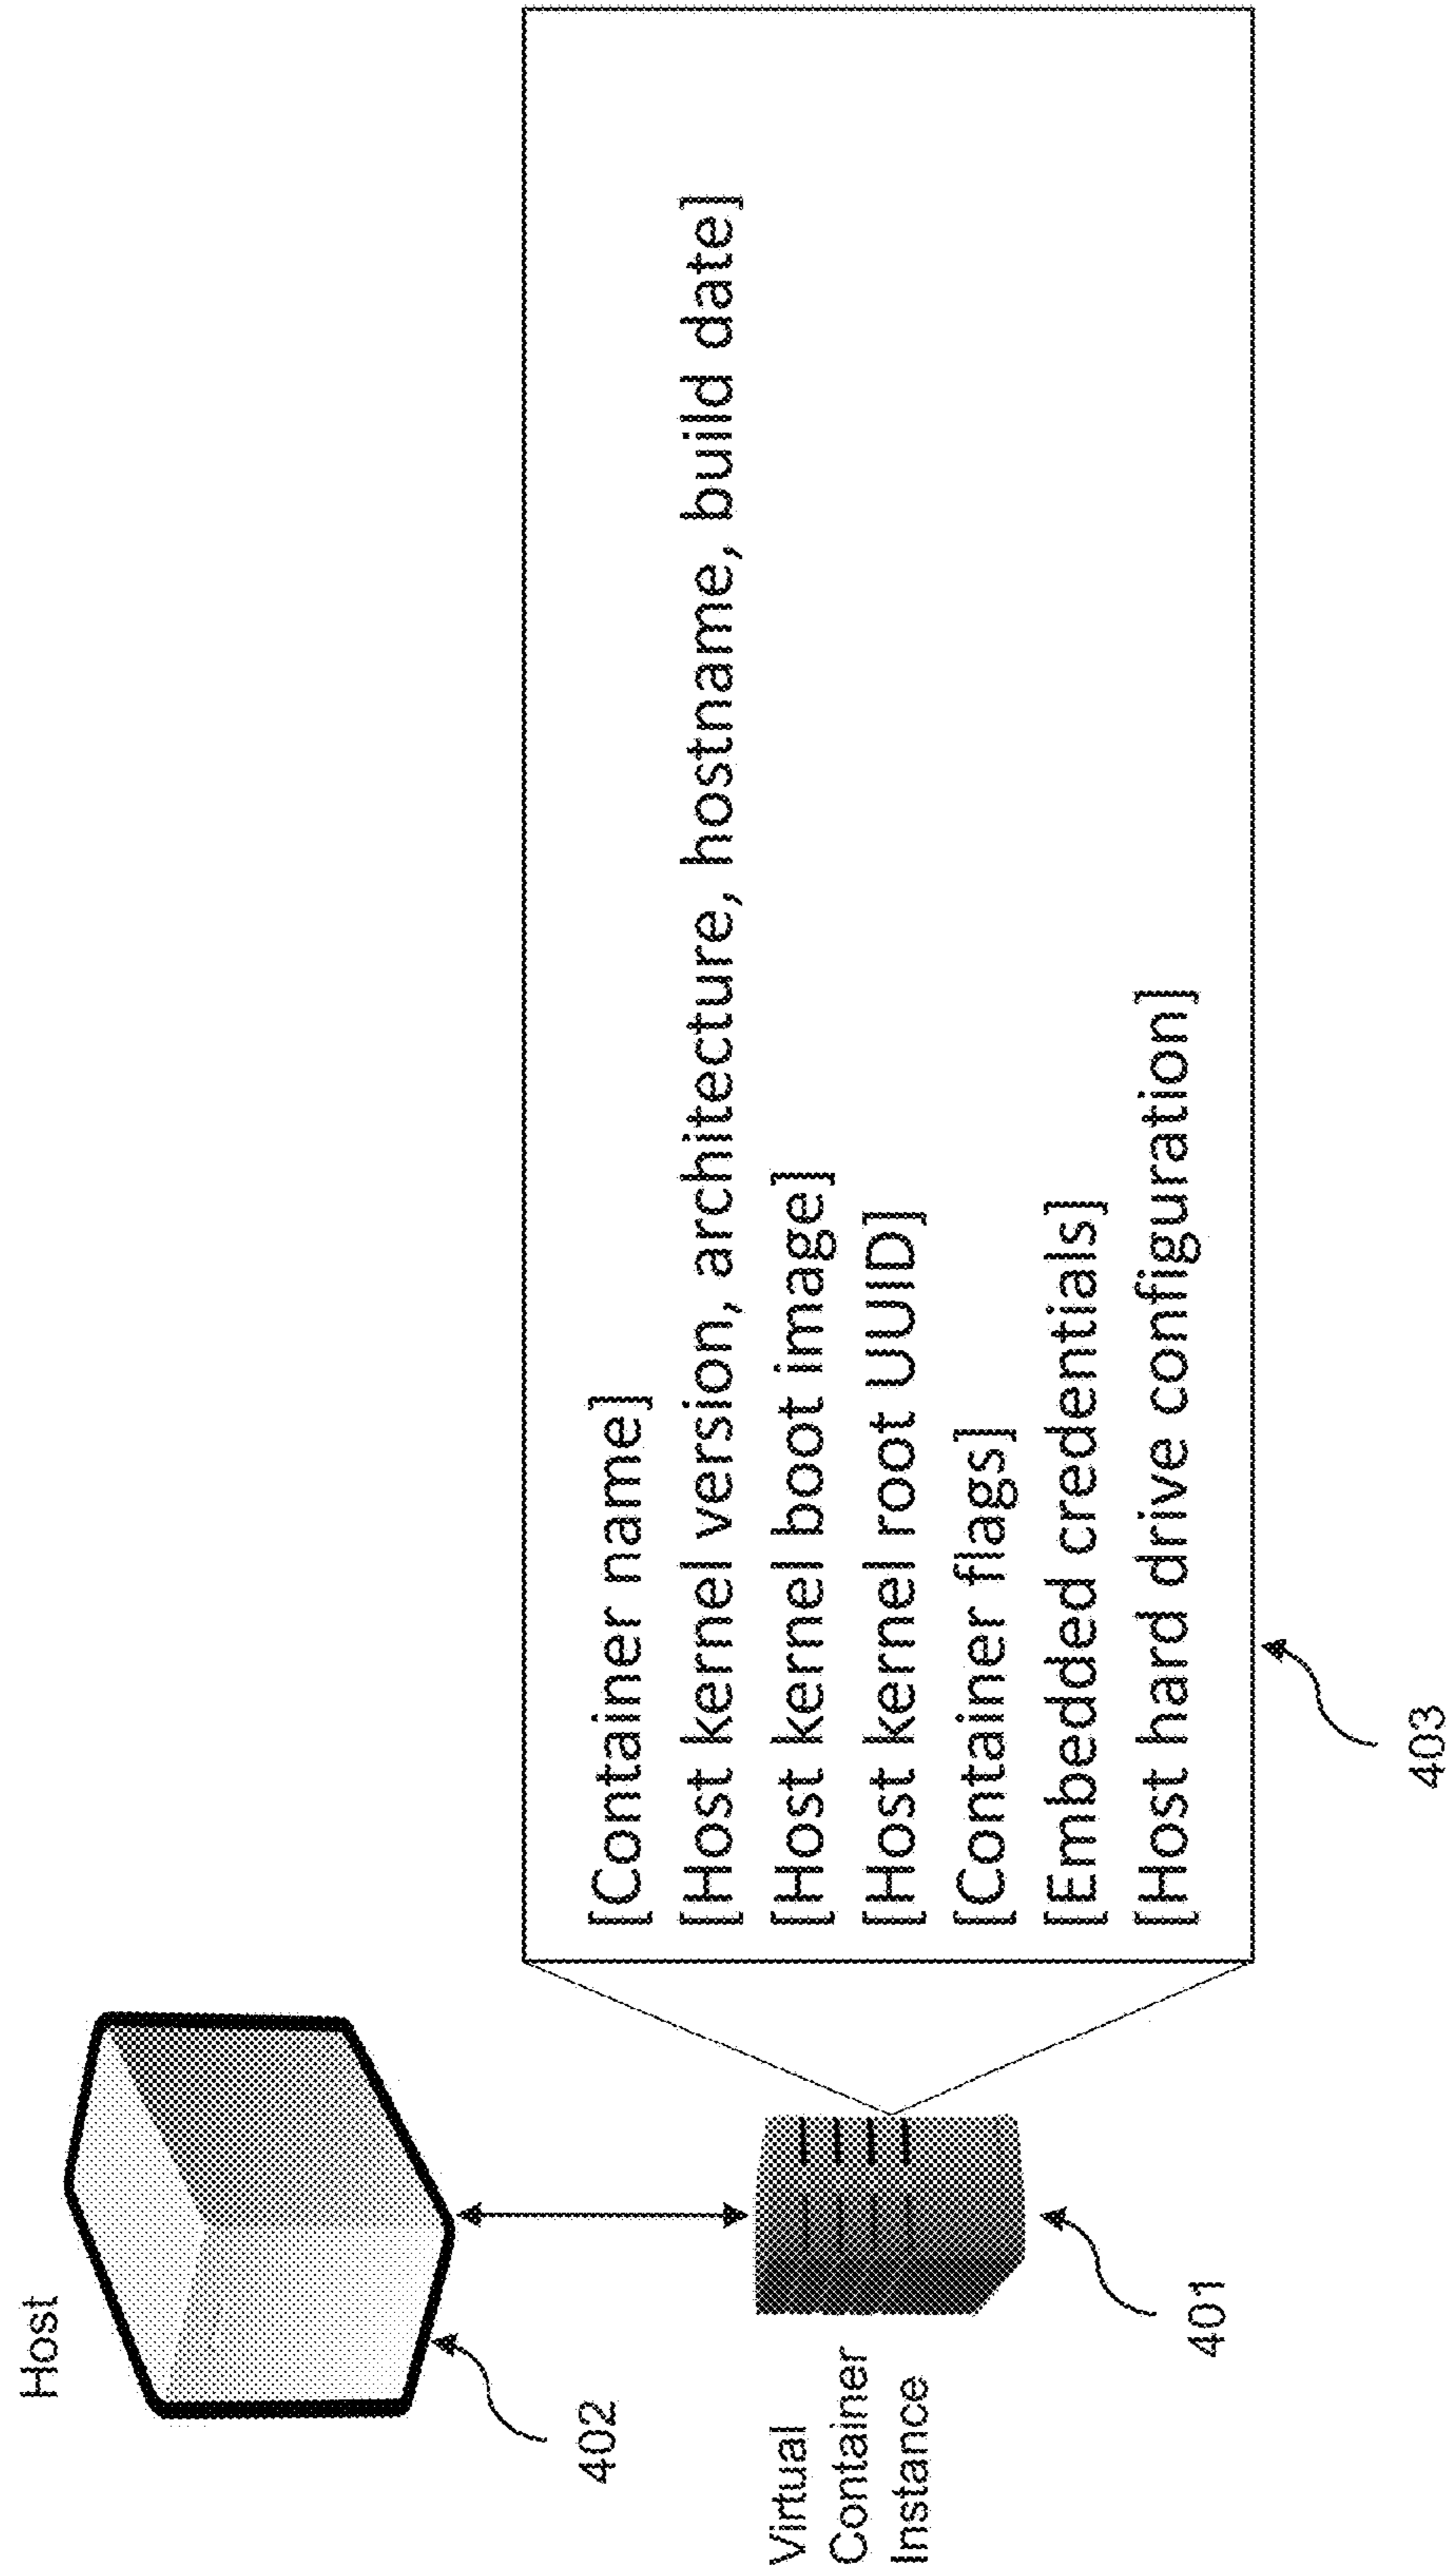 Host
402
Virtual
Container
Instance
401
[Container name]
[Host kernel version, architecture, hostname, build date]
[Host kernel boot image]
[Host kernel root UUID]
[Container flags]
[Embedded credentials]
[Host hard drive configuration]
403